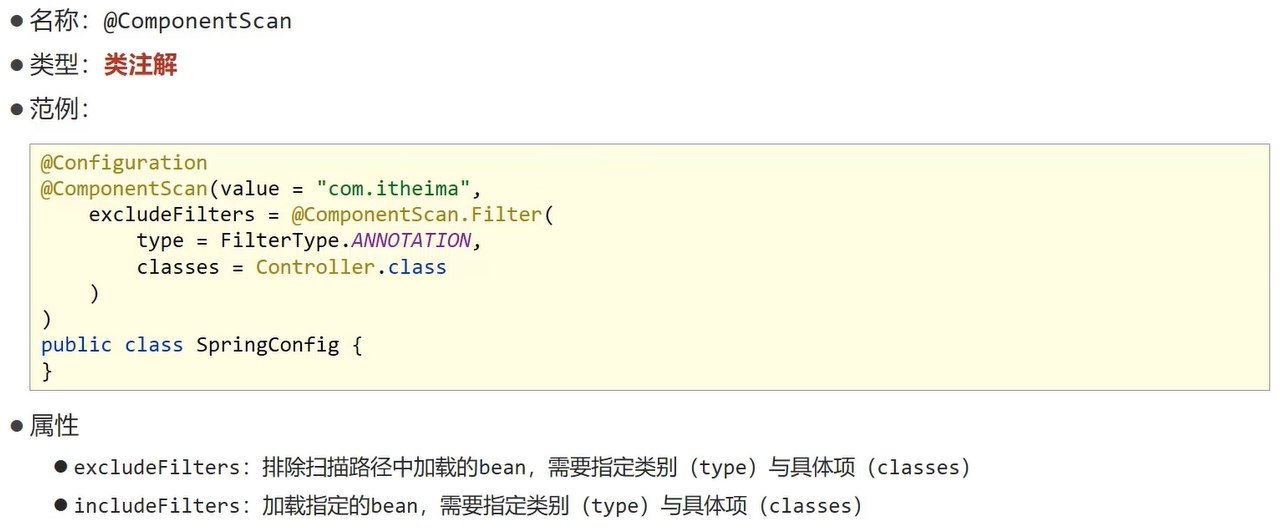 ● 名称：@ComponentScan
● 类型：类注解
● 范例：
@Configuration
@ComponentScan(value = "com.itheima",
    excludeFilters = @ComponentScan.Filter(
        type = FilterType.ANNOTATION,
        classes = Controller.class
    )
)
public class SpringConfig {
}
● 属性
● excludeFilters：排除扫描路径中加载的bean，需要指定类别（type）与具体项（classes）
● includeFilters：加载指定的bean，需要指定类别（type）与具体项（classes）